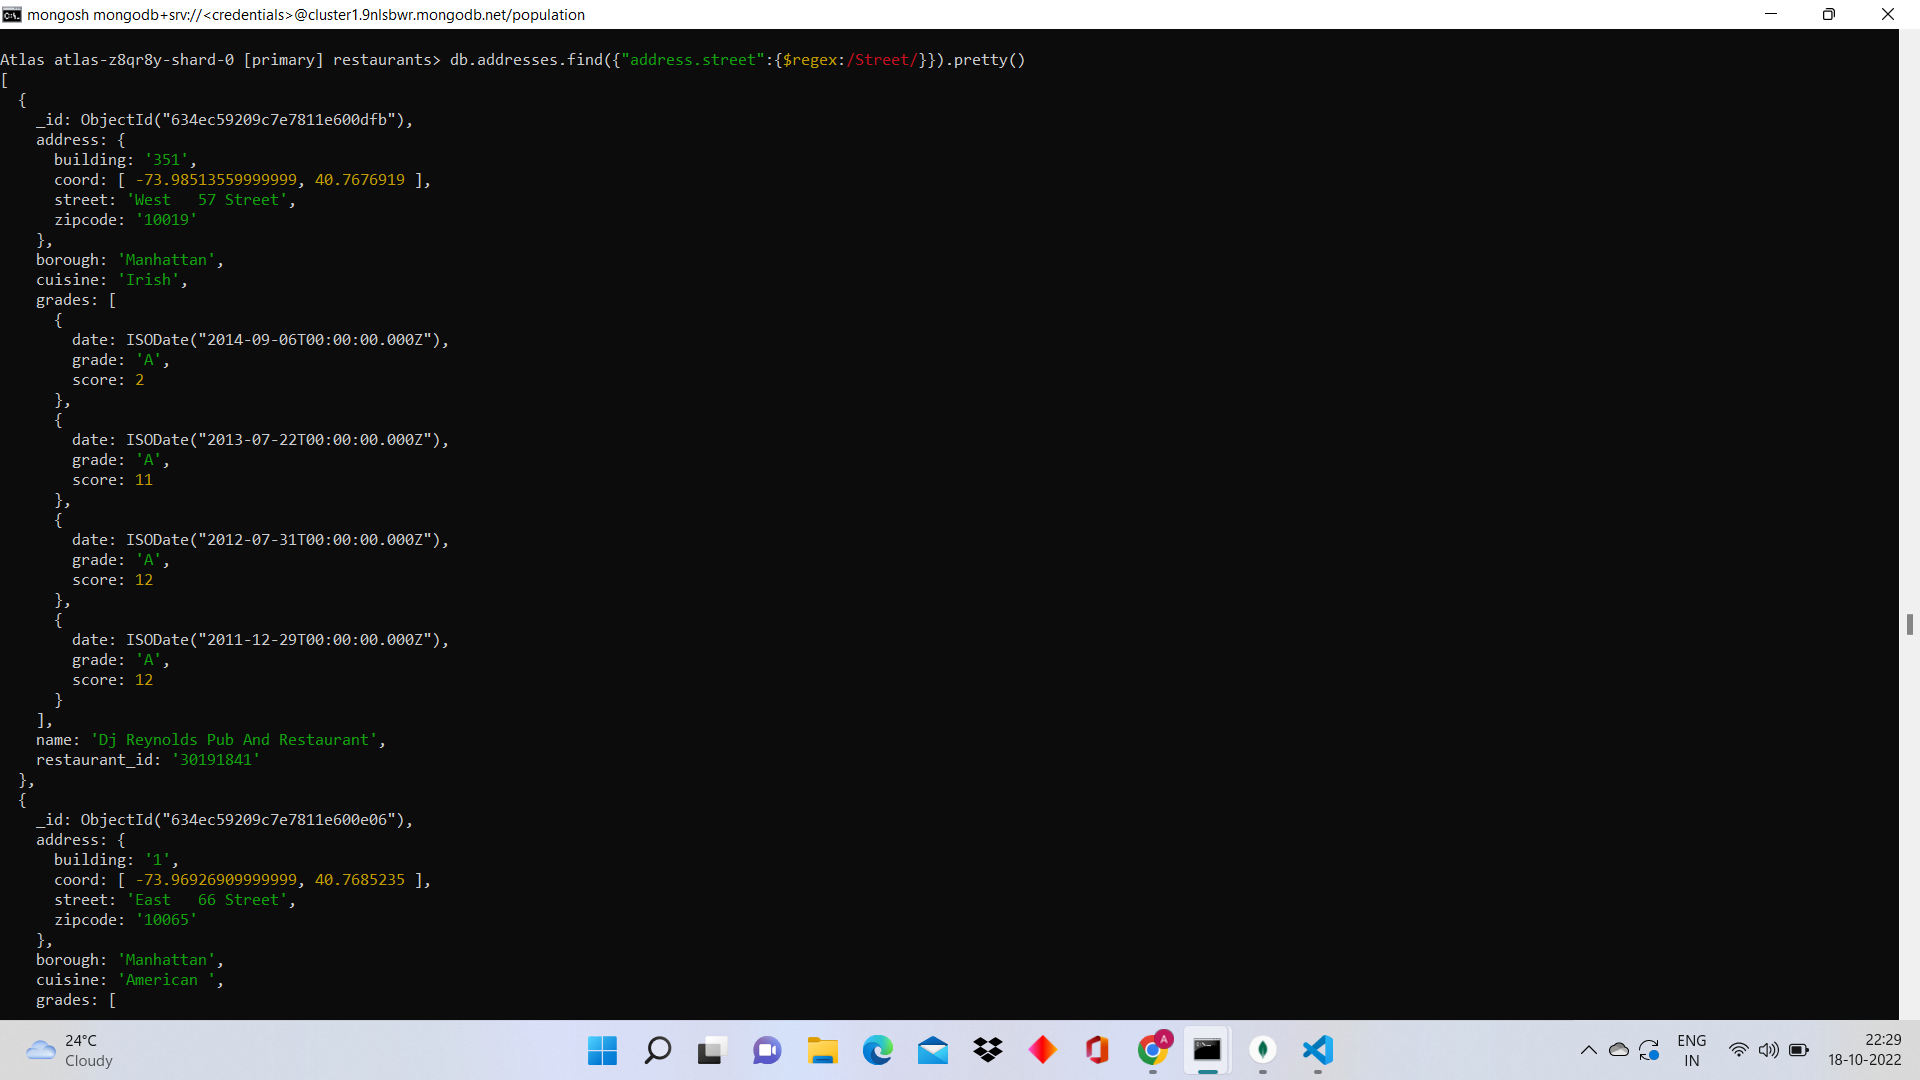 mongosh mongodb+srv://<credentials>@cluster1.9nlsbwr.mongodb.net/population
Atlas atlas-z8qr8y-shard-0 [primary] restaurants> db.addresses.find({"address.street":{$regex:/Street/}}).pretty()
[
  {
    _id: ObjectId("634ec59209c7e7811e600dfb"),
    address: {
      building: '351',
      coord: [ -73.98513559999999, 40.7676919 ],
      street: 'West   57 Street',
      zipcode: '10019'
    },
    borough: 'Manhattan',
    cuisine: 'Irish',
    grades: [
      {
        date: ISODate("2014-09-06T00:00:00.000Z"),
        grade: 'A',
        score: 2
      },
      {
        date: ISODate("2013-07-22T00:00:00.000Z"),
        grade: 'A',
        score: 11
      },
      {
        date: ISODate("2012-07-31T00:00:00.000Z"),
        grade: 'A',
        score: 12
      },
      {
        date: ISODate("2011-12-29T00:00:00.000Z"),
        grade: 'A',
        score: 12
      }
    ],
    name: 'Dj Reynolds Pub And Restaurant',
    restaurant_id: '30191841'
  },
  {
    _id: ObjectId("634ec59209c7e7811e600e06"),
    address: {
      building: '1',
      coord: [ -73.96926909999999, 40.7685235 ],
      street: 'East   66 Street',
      zipcode: '10065'
    },
    borough: 'Manhattan',
    cuisine: 'American ',
    grades: [
24°C
Cloudy
A
ENG
IN
22:29
18-10-2022